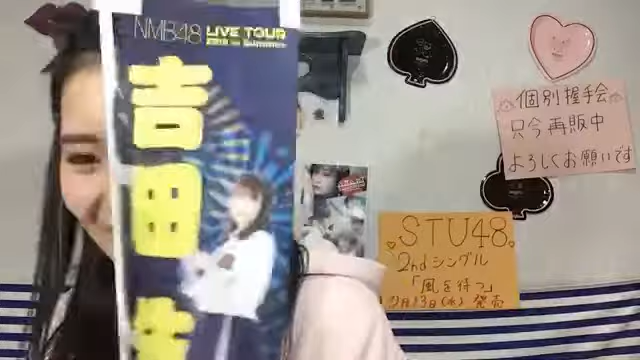 NMB48 LIVE TOUR
吉田
個別握手会
只今再販中
よろしくお願いです
STU48
2ndシングル
「風を待つ」
2月13日(水)発売